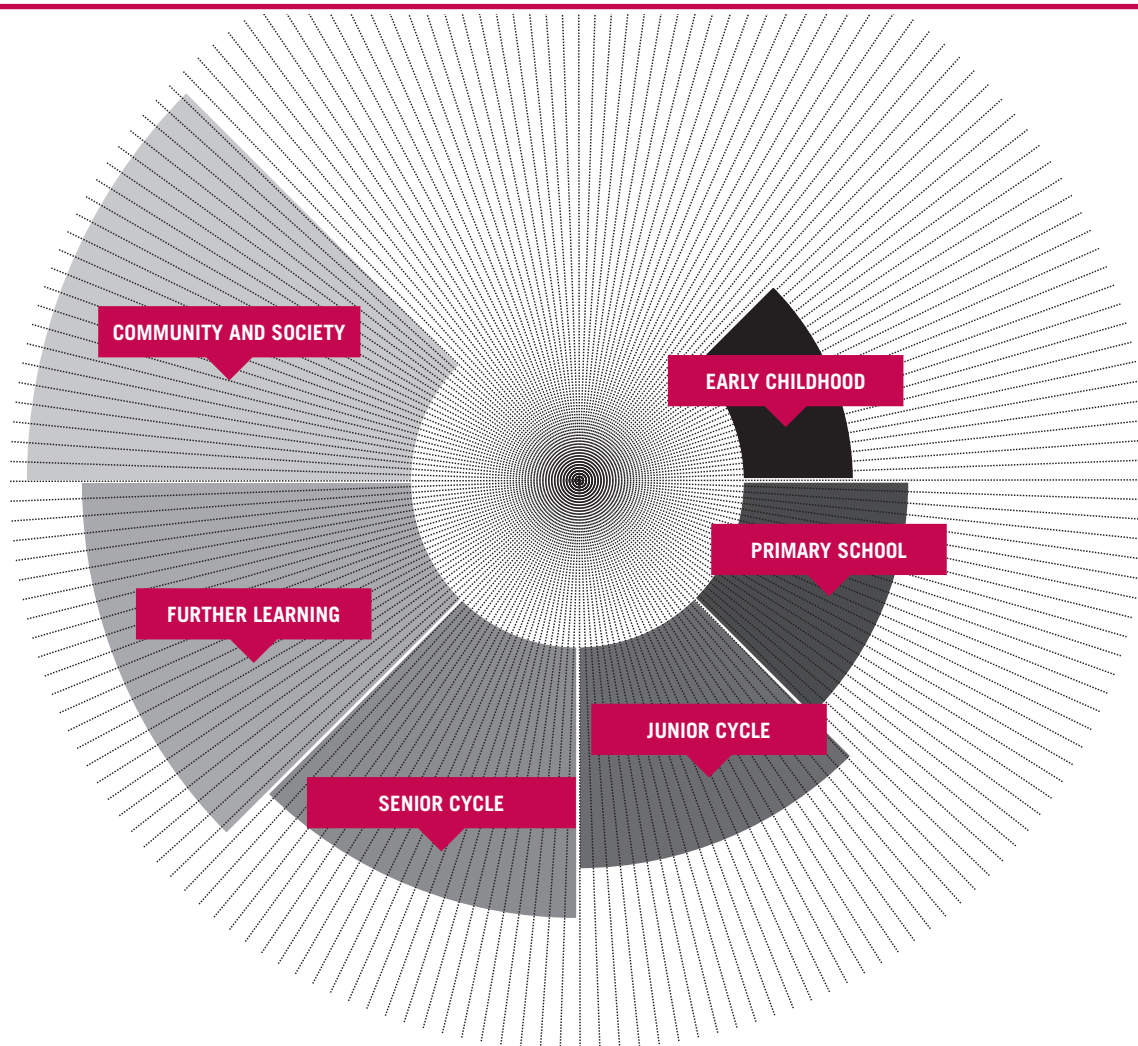 COMMUNITY AND SOCIETY
EARLY CHILDHOOD
PRIMARY SCHOOL
FURTHER LEARNING
JUNIOR CYCLE
SENIOR CYCLE